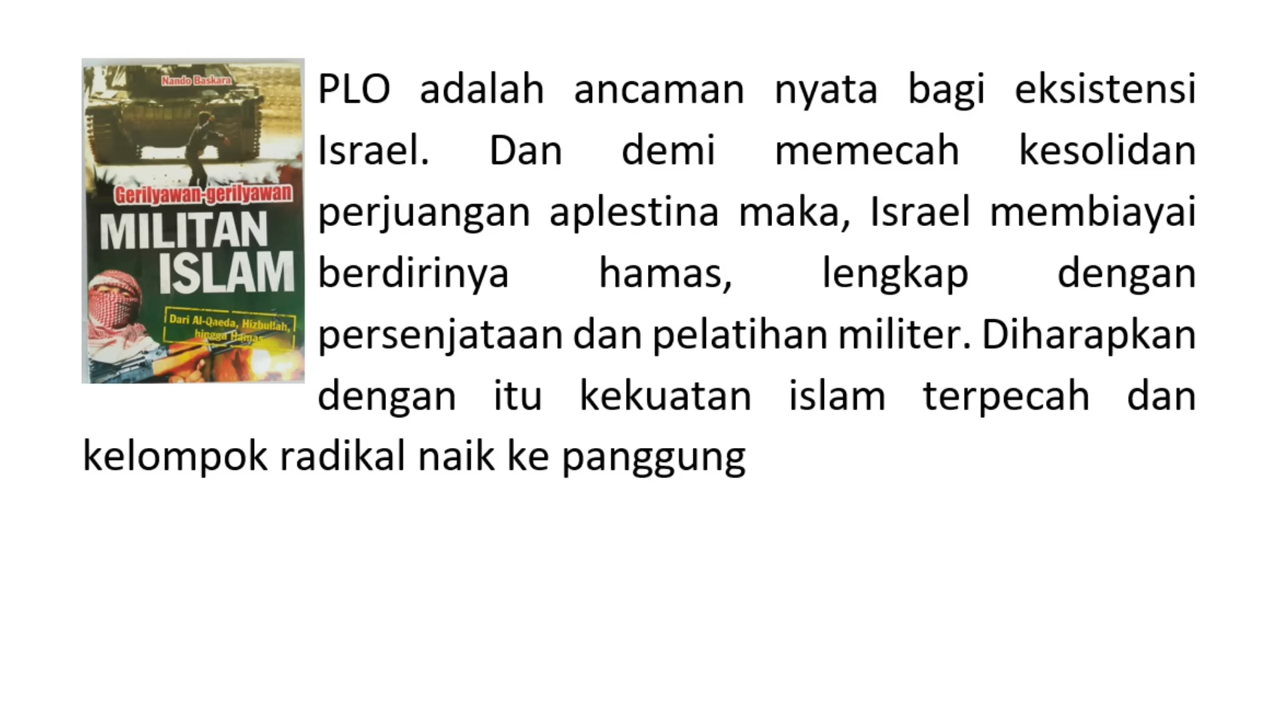 Nando Baskara
Gerilyawan-gerilyawan
MILITAN
ISLAM
Dari Al-Qaeda, Hizbullah,
hingga Hamas
PLO adalah ancaman nyata bagi eksistensi
Israel. Dan demi memecah kesolidan
perjuangan aplestina maka, Israel membiayai
berdirinya hamas, lengkap dengan
persenjataan dan pelatihan militer. Diharapkan
dengan itu kekuatan islam terpecah dan
kelompok radikal naik ke panggung